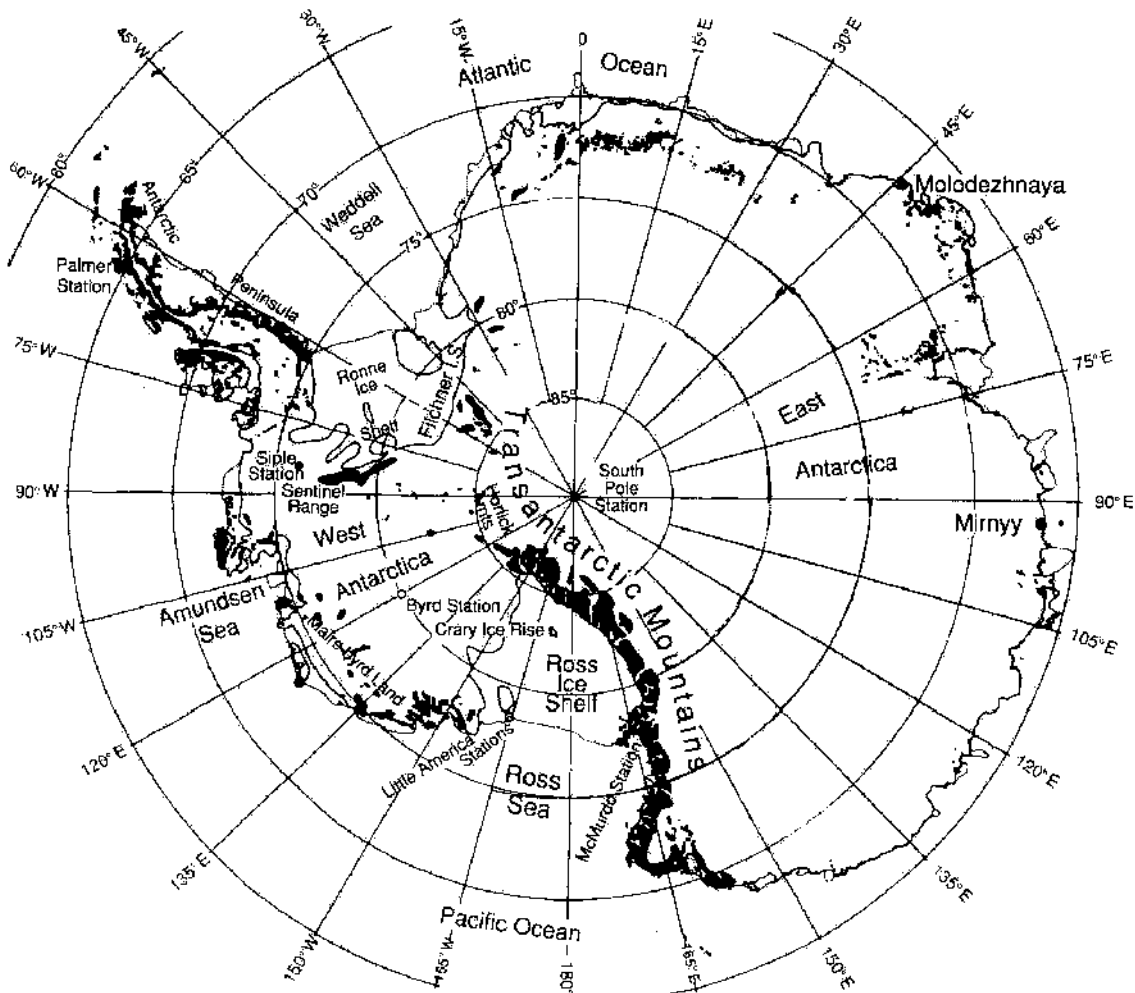 45°W
30°W
15°W
0
15°E
30°E
45°E
Atlantic
Ocean
60°W
60°
65°
70°
75°
80°
85°
Weddell
Sea
Molodezhnaya
60°E
Antarctic
Peninsula
Palmer
Station
75°W
Ronne
Ice
Shelf
Filchner I.S.
75°E
East
Antarctica
Siple
Station
Sentinel
Range
South
Pole
Station
90°W
90°E
Mirnyy
Horlick
Mnts.
Transantarctic Mountains
West
Antarctica
Amundsen
Sea
105°W
105°E
Byrd Station
Crary Ice Rise
Marie Byrd Land
Ross
Ice
Shelf
Little America
Stations
Ross
Sea
McMurdo Station
120°E
120°E
135°E
135°E
Pacific Ocean
150°W
165°W
180°
165°E
150°E